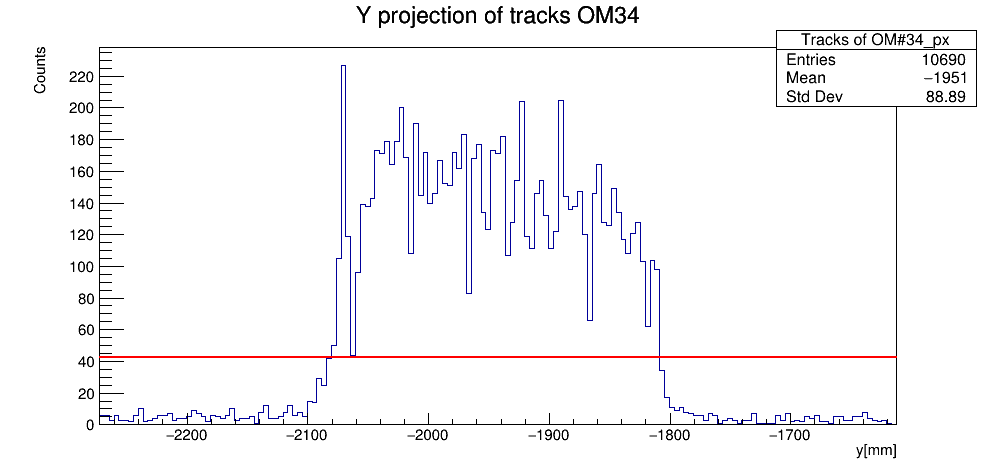 Y projection of tracks OM34
Tracks of OM#34_px
Entries 10690
Mean −1951
Std Dev 88.89
Counts
220
200
180
160
140
120
100
80
60
40
20
0
−2200 −2100 −2000 −1900 −1800 −1700
y[mm]